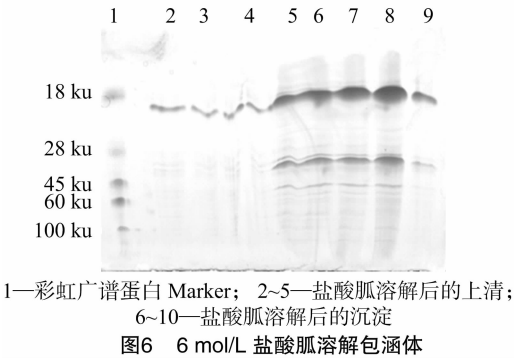 1 2 3 4 5 6 7 8 9
18 ku
28 ku
45 ku
60 ku
100 ku
1—彩虹广谱蛋白 Marker； 2~5—盐酸胍溶解后的上清；
6~10—盐酸胍溶解后的沉淀
图6 6 mol/L 盐酸胍溶解包涵体